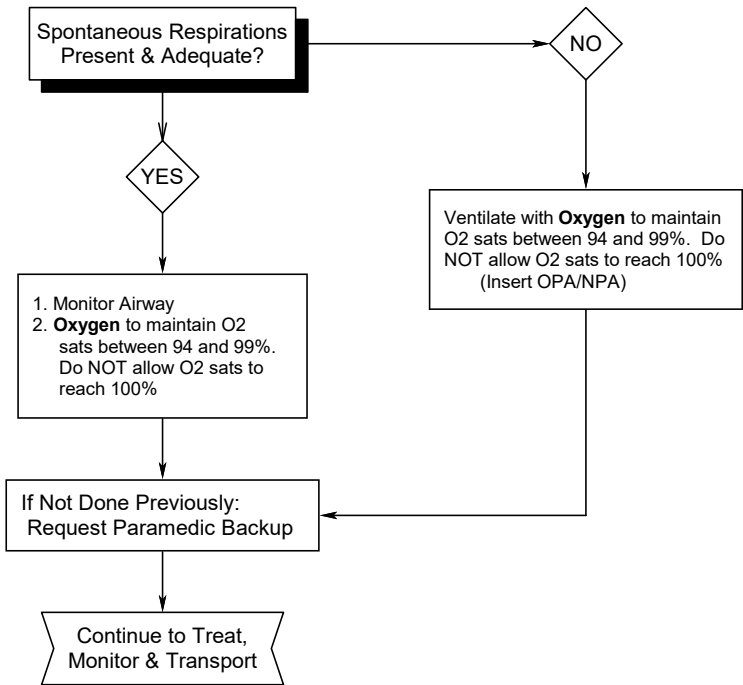 Spontaneous Respirations
Present & Adequate?
NO
YES
Ventilate with Oxygen to maintain
O2 sats between 94 and 99%.  Do
NOT allow O2 sats to reach 100%
(Insert OPA/NPA)
1. Monitor Airway
2. Oxygen to maintain O2
sats between 94 and 99%.
Do NOT allow O2 sats to
reach 100%
If Not Done Previously:
Request Paramedic Backup
Continue to Treat,
Monitor & Transport